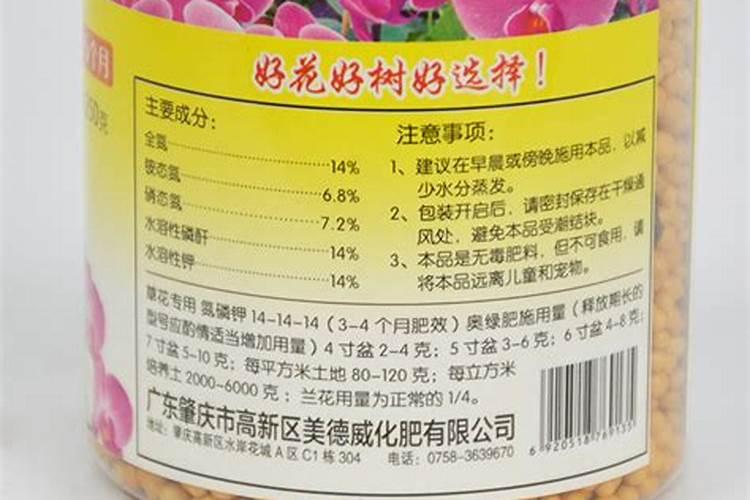 个月
50克
好花好树好选择！
主要成分：
全氮 14%
铵态氮 6.8%
硝态氮 7.2%
水溶性磷酐 14%
水溶性钾 14%
注意事项：
1、建议在早晨或傍晚施用本品，以减
少水分蒸发。
2、包装开启后，请密封保存在干燥通
风处，避免本品受潮结块。
3、本品是无毒肥料，但不可食用，请
将本品远离儿童和宠物。
草花专用 氮磷钾 14-14-14（3-4 个月肥效）奥绿肥施用量（释放期长的
型号应酌情适当增加用量）4 寸盆 2-4 克；5 寸盆 3-6 克；6 寸盆 4-8 克；
7 寸盆 5-10 克；每平方米土地 80-120 克；每立方米
培养土 2000-6000 克；兰花用量为正常的 1/4。
广东肇庆市高新区美德威化肥有限公司
地址：肇庆高新区水岸花城 A 区 C1 栋 304 电话：0758-3639670
6 920518 769135